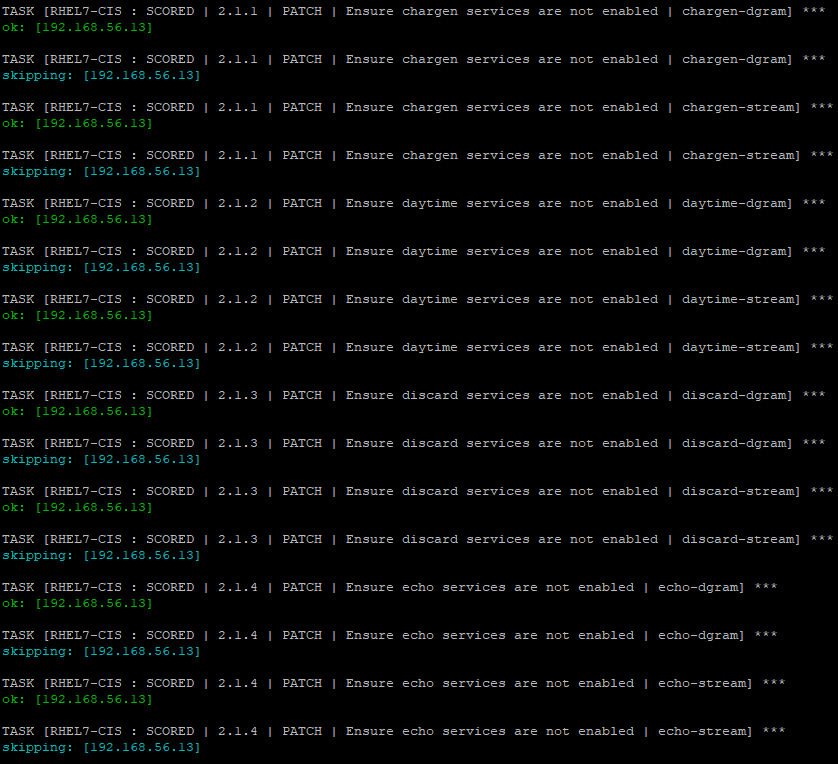 TASK [RHEL7-CIS : SCORED | 2.1.1 | PATCH | Ensure chargen services are not enabled | chargen-dgram] ***
ok: [192.168.56.13]
TASK [RHEL7-CIS : SCORED | 2.1.1 | PATCH | Ensure chargen services are not enabled | chargen-dgram] ***
skipping: [192.168.56.13]
TASK [RHEL7-CIS : SCORED | 2.1.1 | PATCH | Ensure chargen services are not enabled | chargen-stream] ***
ok: [192.168.56.13]
TASK [RHEL7-CIS : SCORED | 2.1.1 | PATCH | Ensure chargen services are not enabled | chargen-stream] ***
skipping: [192.168.56.13]
TASK [RHEL7-CIS : SCORED | 2.1.2 | PATCH | Ensure daytime services are not enabled | daytime-dgram] ***
ok: [192.168.56.13]
TASK [RHEL7-CIS : SCORED | 2.1.2 | PATCH | Ensure daytime services are not enabled | daytime-dgram] ***
skipping: [192.168.56.13]
TASK [RHEL7-CIS : SCORED | 2.1.2 | PATCH | Ensure daytime services are not enabled | daytime-stream] ***
ok: [192.168.56.13]
TASK [RHEL7-CIS : SCORED | 2.1.2 | PATCH | Ensure daytime services are not enabled | daytime-stream] ***
skipping: [192.168.56.13]
TASK [RHEL7-CIS : SCORED | 2.1.3 | PATCH | Ensure discard services are not enabled | discard-dgram] ***
ok: [192.168.56.13]
TASK [RHEL7-CIS : SCORED | 2.1.3 | PATCH | Ensure discard services are not enabled | discard-dgram] ***
skipping: [192.168.56.13]
TASK [RHEL7-CIS : SCORED | 2.1.3 | PATCH | Ensure discard services are not enabled | discard-stream] ***
ok: [192.168.56.13]
TASK [RHEL7-CIS : SCORED | 2.1.3 | PATCH | Ensure discard services are not enabled | discard-stream] ***
skipping: [192.168.56.13]
TASK [RHEL7-CIS : SCORED | 2.1.4 | PATCH | Ensure echo services are not enabled | echo-dgram] ***
ok: [192.168.56.13]
TASK [RHEL7-CIS : SCORED | 2.1.4 | PATCH | Ensure echo services are not enabled | echo-dgram] ***
skipping: [192.168.56.13]
TASK [RHEL7-CIS : SCORED | 2.1.4 | PATCH | Ensure echo services are not enabled | echo-stream] ***
ok: [192.168.56.13]
TASK [RHEL7-CIS : SCORED | 2.1.4 | PATCH | Ensure echo services are not enabled | echo-stream] ***
skipping: [192.168.56.13]